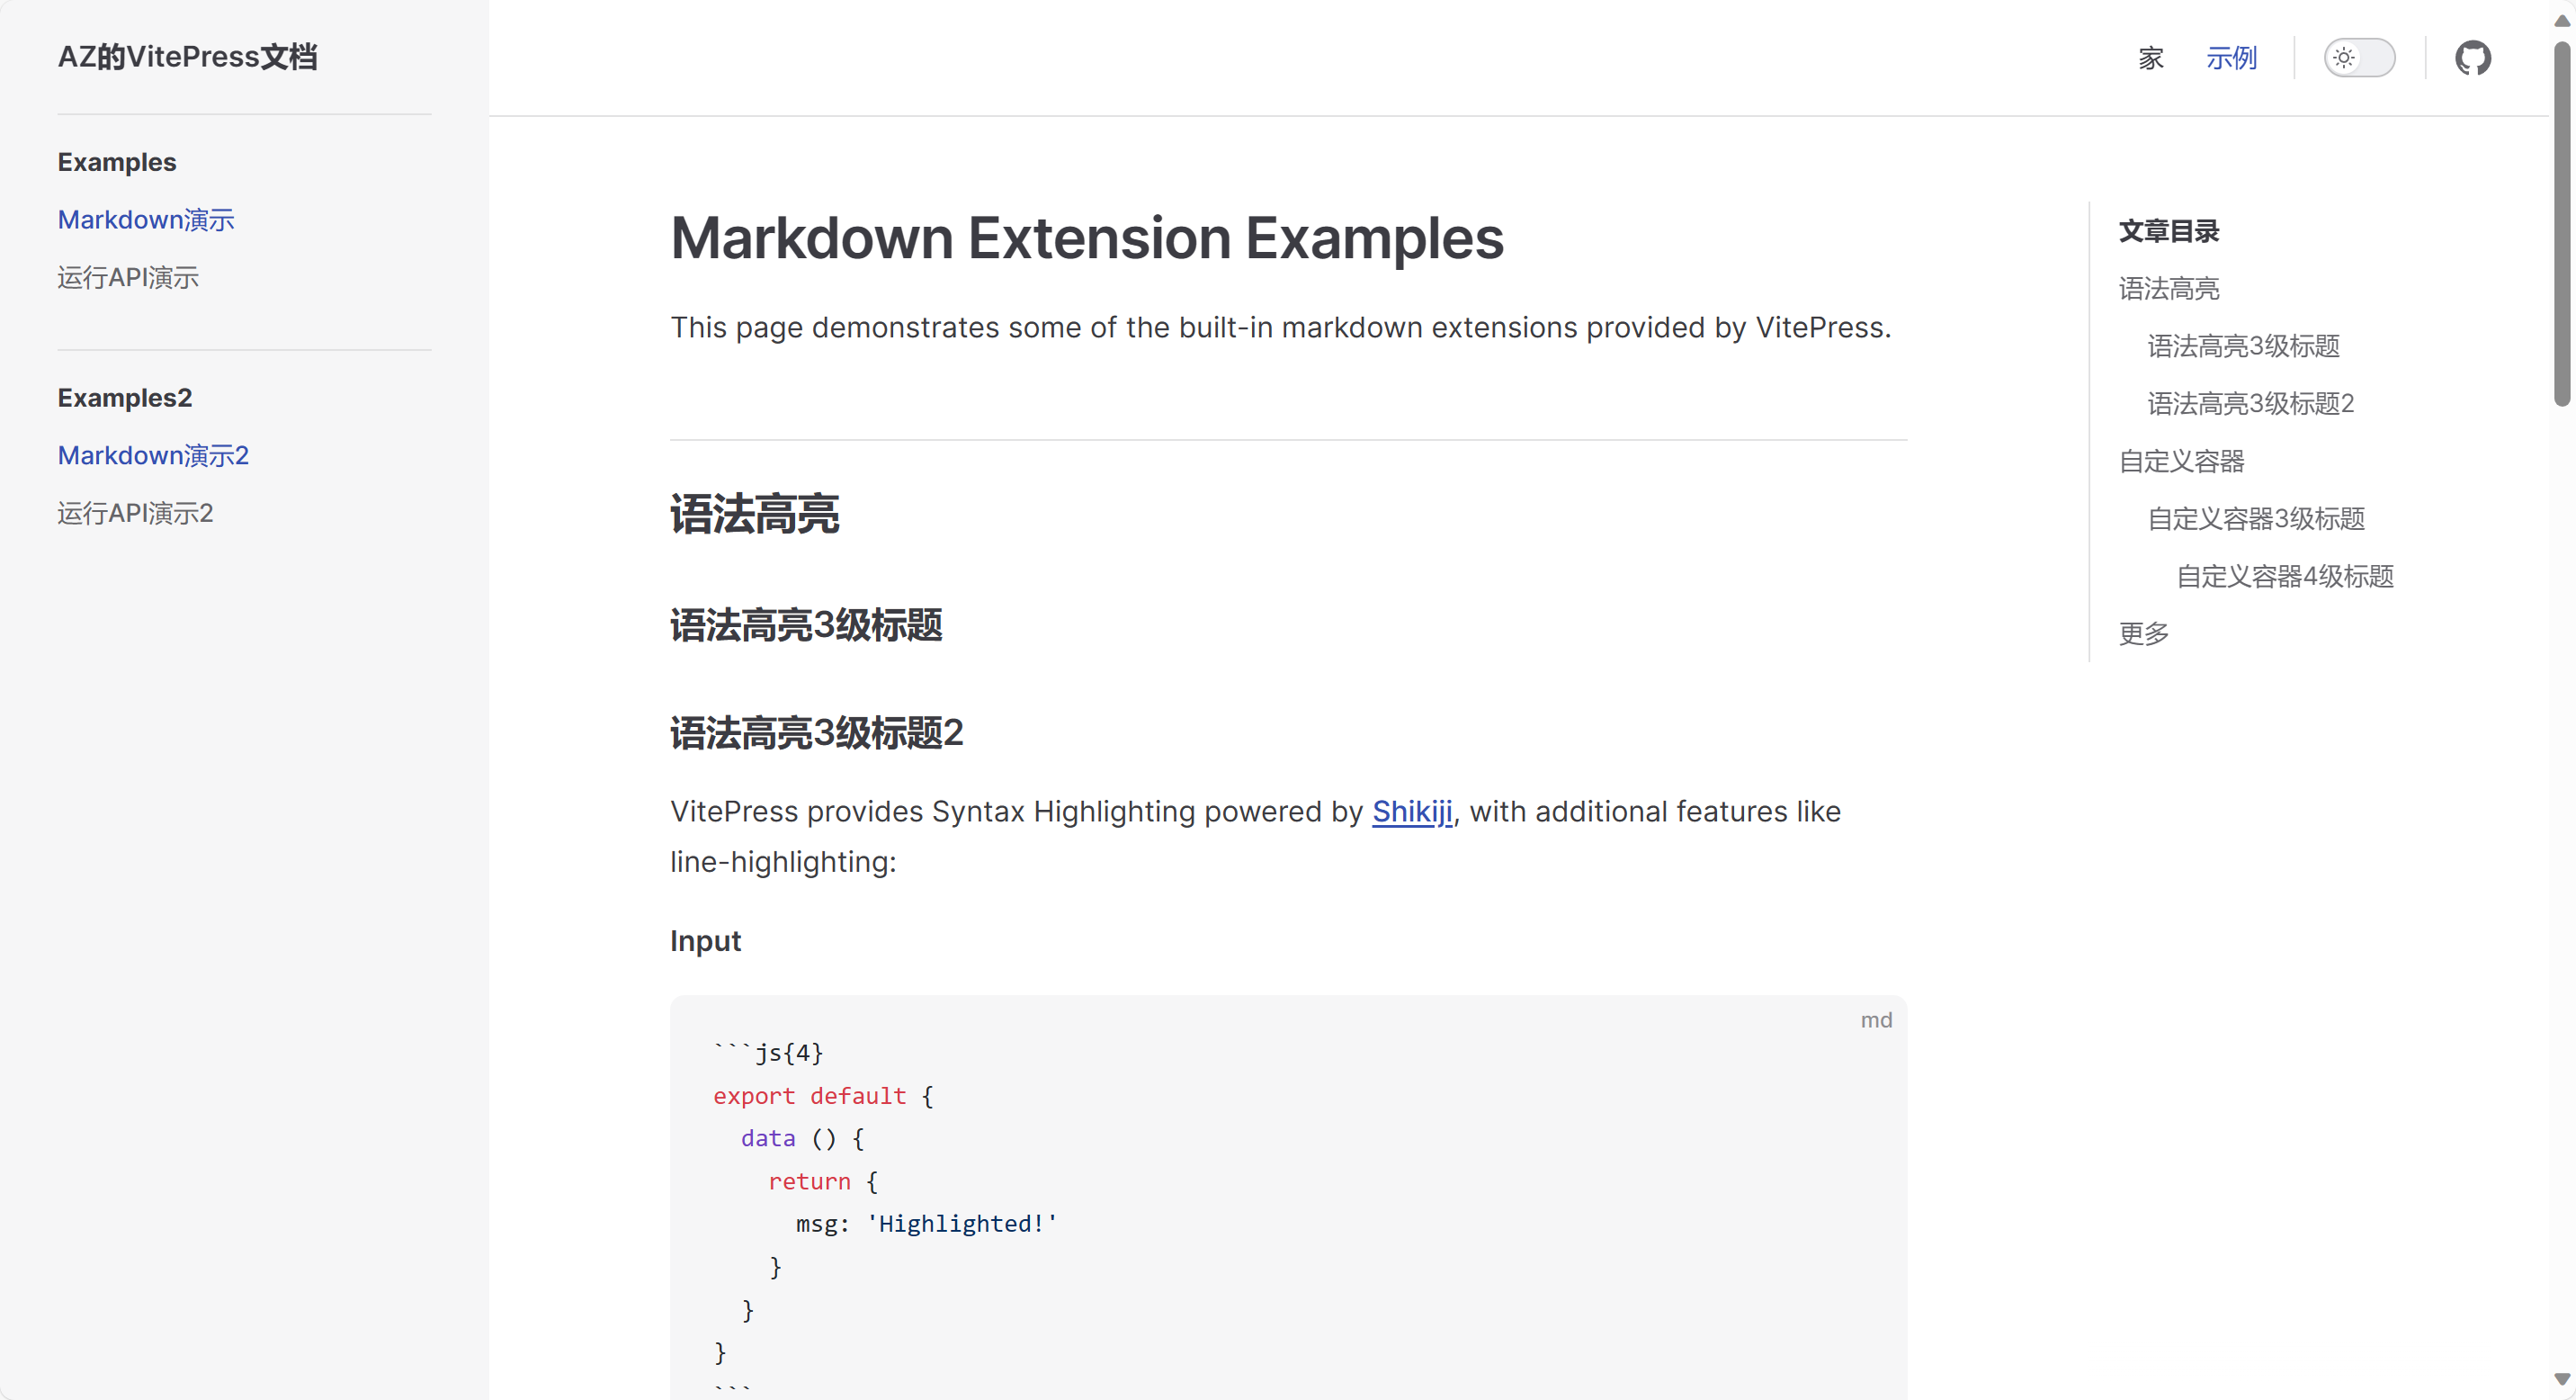 AZ的VitePress文档
家 示例
Examples
Markdown演示
运行API演示
Examples2
Markdown演示2
运行API演示2
Markdown Extension Examples
This page demonstrates some of the built-in markdown extensions provided by VitePress.
语法高亮
语法高亮3级标题
语法高亮3级标题2
VitePress provides Syntax Highlighting powered by Shikiji, with additional features like
line-highlighting:
Input
md
```js{4}
export default {
  data () {
    return {
      msg: 'Highlighted!'
    }
  }
}
```
文章目录
语法高亮
语法高亮3级标题
语法高亮3级标题2
自定义容器
自定义容器3级标题
自定义容器4级标题
更多